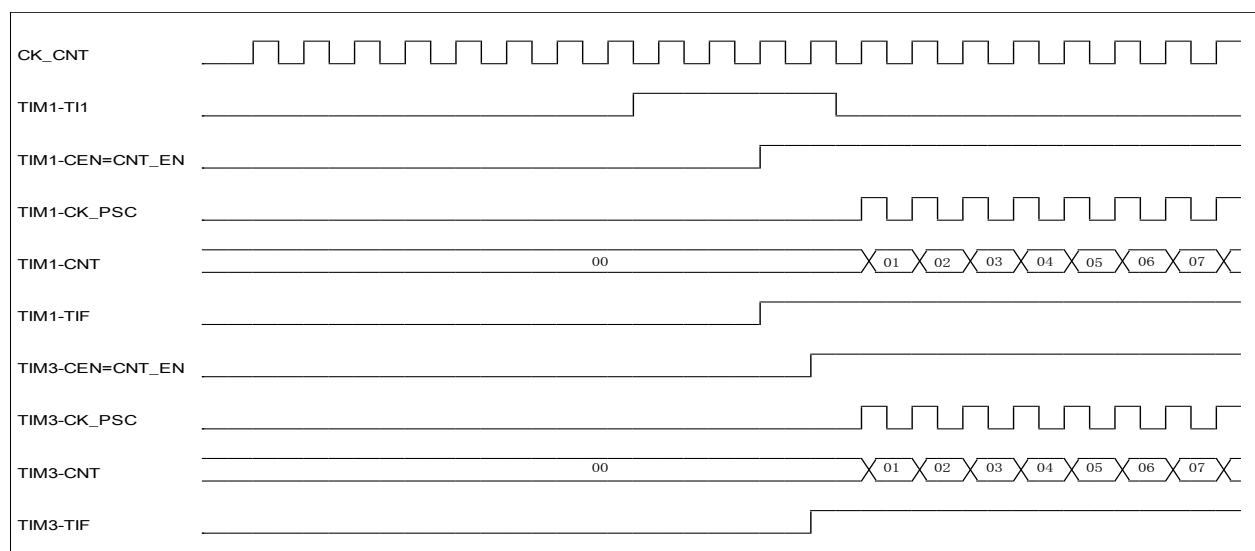 CK_CNT
TIM1-TI1
TIM1-CEN=CNT_EN
TIM1-CK_PSC
TIM1-CNT 00 01 02 03 04 05 06 07
TIM1-TIF
TIM3-CEN=CNT_EN
TIM3-CK_PSC
TIM3-CNT 00 01 02 03 04 05 06 07
TIM3-TIF